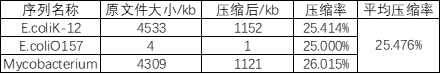 序列名称 原文件大小/kb 压缩后/kb 压缩率 平均压缩率
E.coliK-12 4533 1152 25.414%
E.coliO157 4 1 25.000% 25.476%
Mycobacterium 4309 1121 26.015%